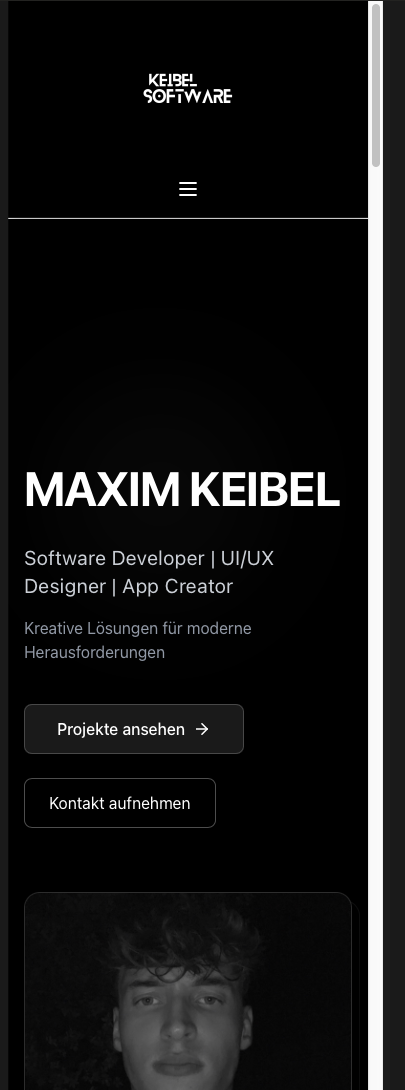 KEIBEL
SOFTWARE
MAXIM KEIBEL
Software Developer | UI/UX
Designer | App Creator
Kreative Lösungen für moderne
Herausforderungen
Projekte ansehen →
Kontakt aufnehmen